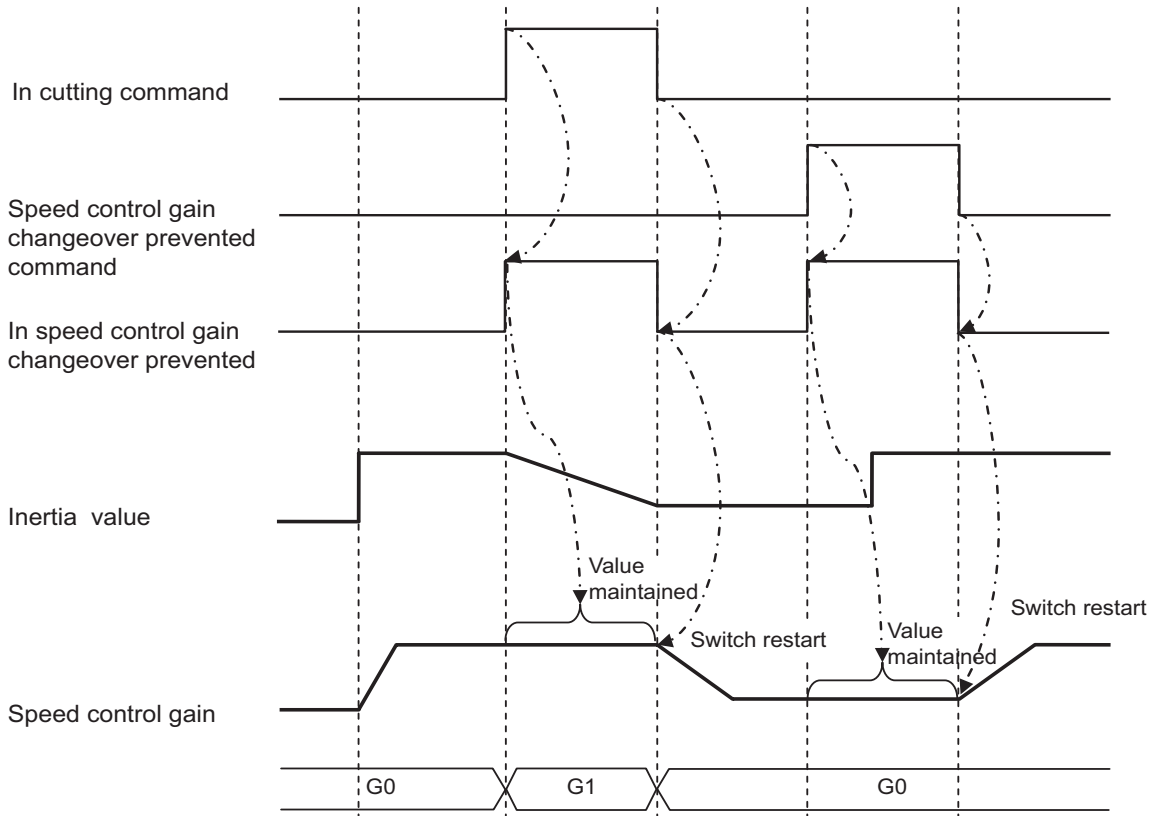 In cutting command
Speed control gain
changeover prevented
command
In speed control gain
changeover prevented
Inertia value
Value
maintained
Switch restart
Value
maintained
Switch restart
Speed control gain
G0
G1
G0